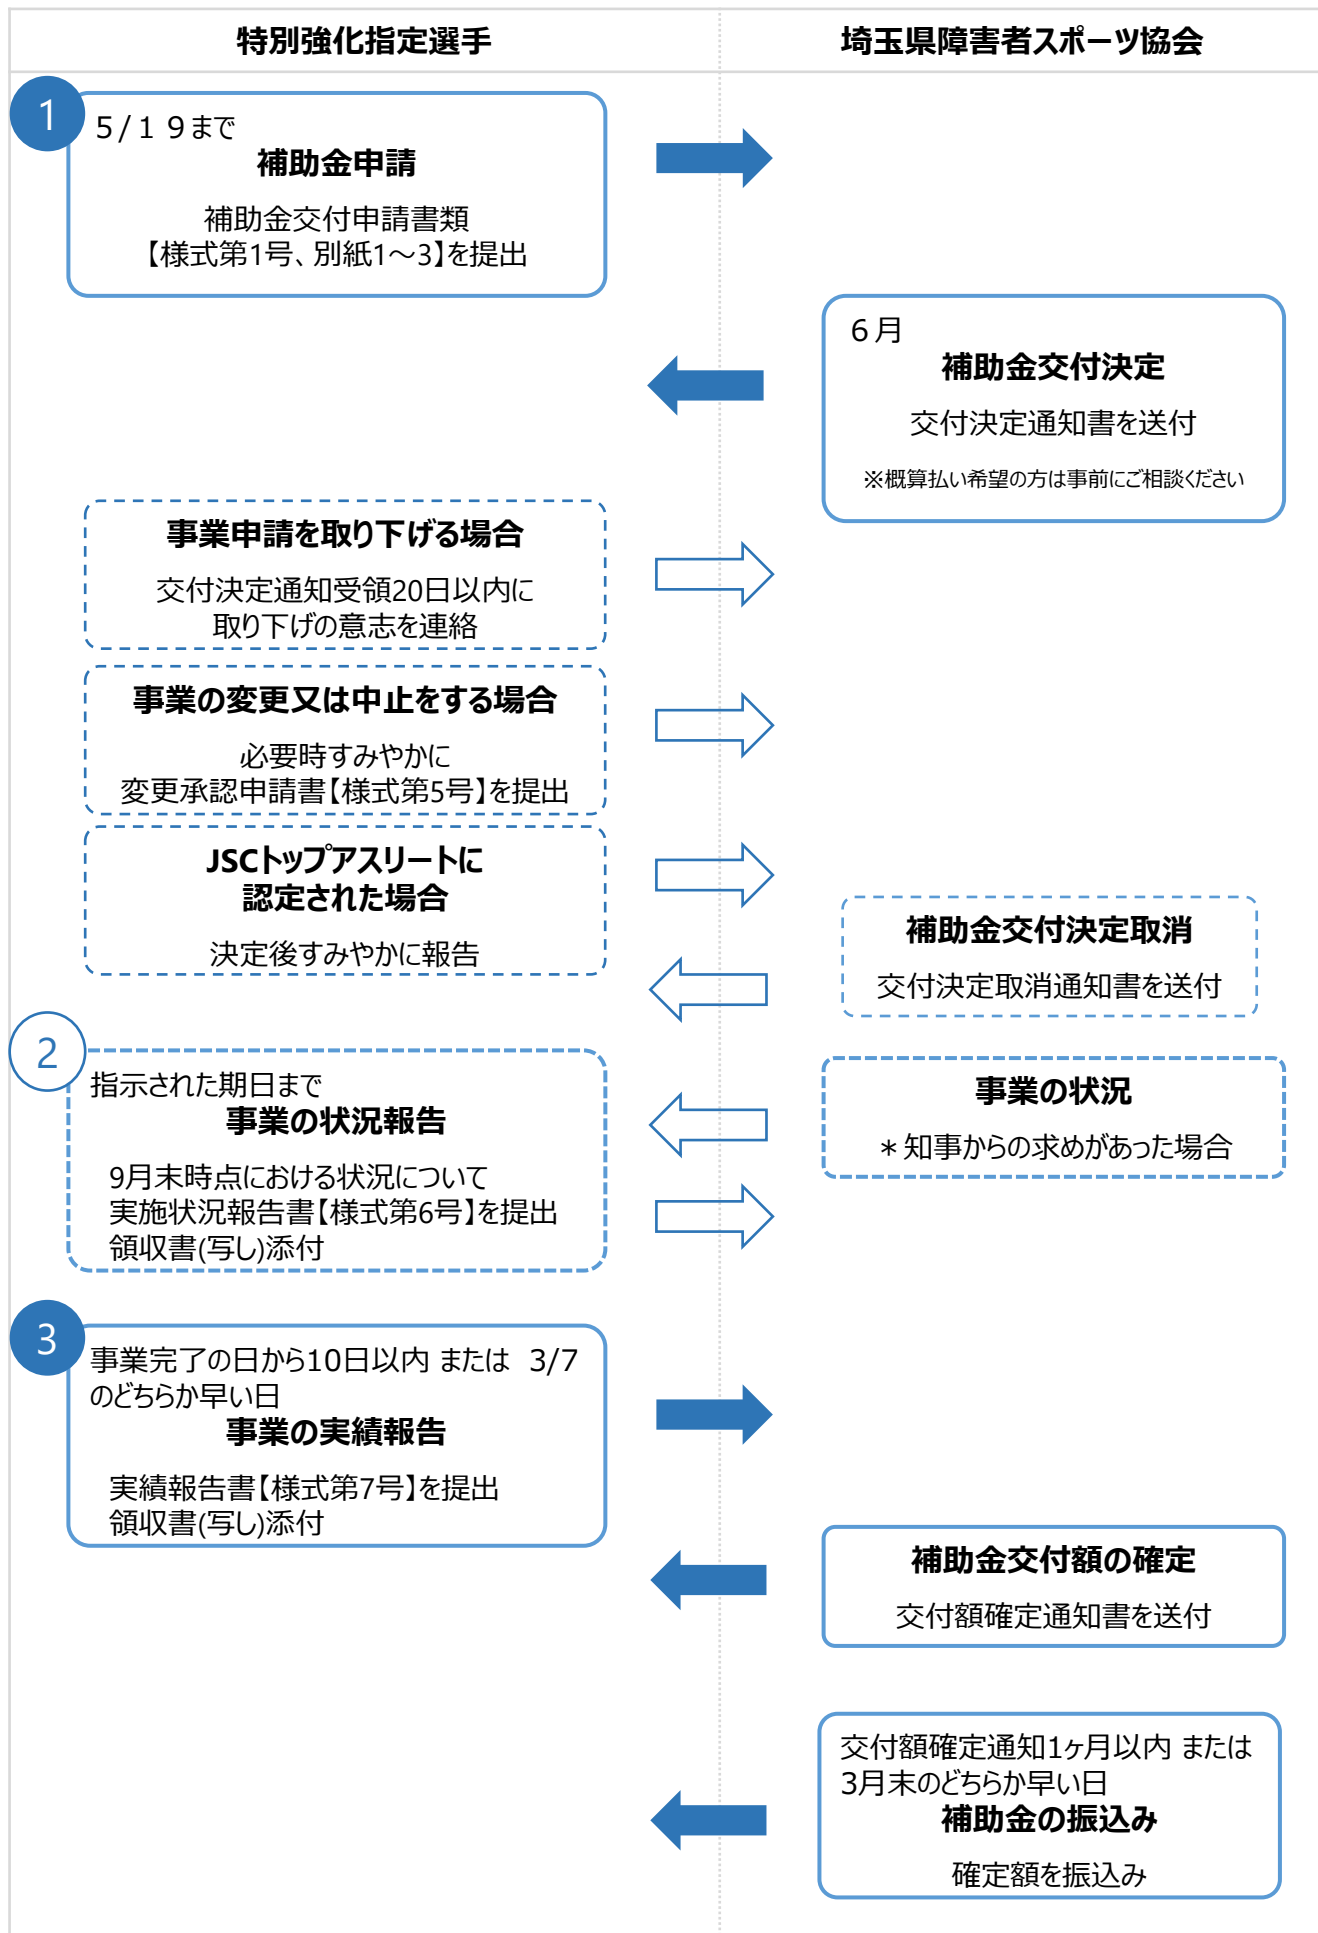 特別強化指定選手
埼玉県障害者スポーツ協会
1
5/19まで
補助金申請
補助金交付申請書類
【様式第1号、別紙1～3】を提出
6月
補助金交付決定
交付決定通知書を送付
※概算払い希望の方は事前にご相談ください
事業申請を取り下げる場合
交付決定通知受領20日以内に
取り下げの意志を連絡
事業の変更又は中止をする場合
必要時すみやかに
変更承認申請書【様式第5号】を提出
JSCトップアスリートに
認定された場合
決定後すみやかに報告
補助金交付決定取消
交付決定取消通知書を送付
2
指示された期日まで
事業の状況報告
9月末時点における状況について
実施状況報告書【様式第6号】を提出
領収書(写し)添付
事業の状況
＊知事からの求めがあった場合
3
事業完了の日から10日以内 または 3/7
のどちらか早い日
事業の実績報告
実績報告書【様式第7号】を提出
領収書(写し)添付
補助金交付額の確定
交付額確定通知書を送付
交付額確定通知1ヶ月以内 または
3月末のどちらか早い日
補助金の振込み
確定額を振込み